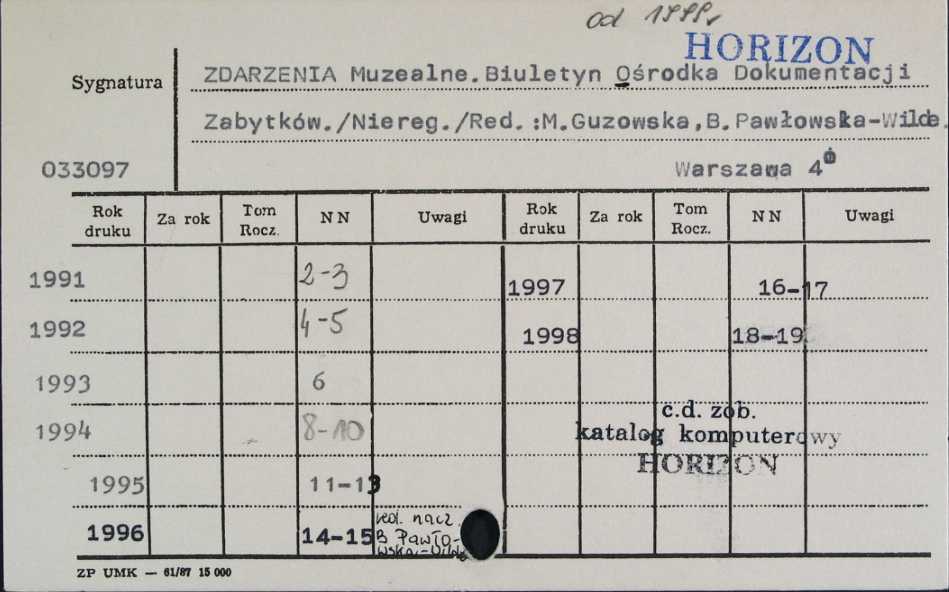 od 1999r
HORIZON
Sygnatura
ZDARZENIA Muzealne.Biuletyn Ośrodka Dokumentacji
Zabytków./Niereg./Red.:M.Guzowska,B.Pawłowska-Wilde.
033097
Warszawa 4°
Rok druku Za rok Tom Rocz. NN Uwagi Rok druku Za rok Tom Rocz. NN Uwagi
1991 2-3 1997 16-17
1992 4-5 1998 18-19
1993 6
1994 8-10
c.d. zob.
katalog komputerowy
HORIZON
1995 11-13
1996 14-15 red. nacz. B Pawło-wska-Wilde
ZP UMK — 61/87 15 000